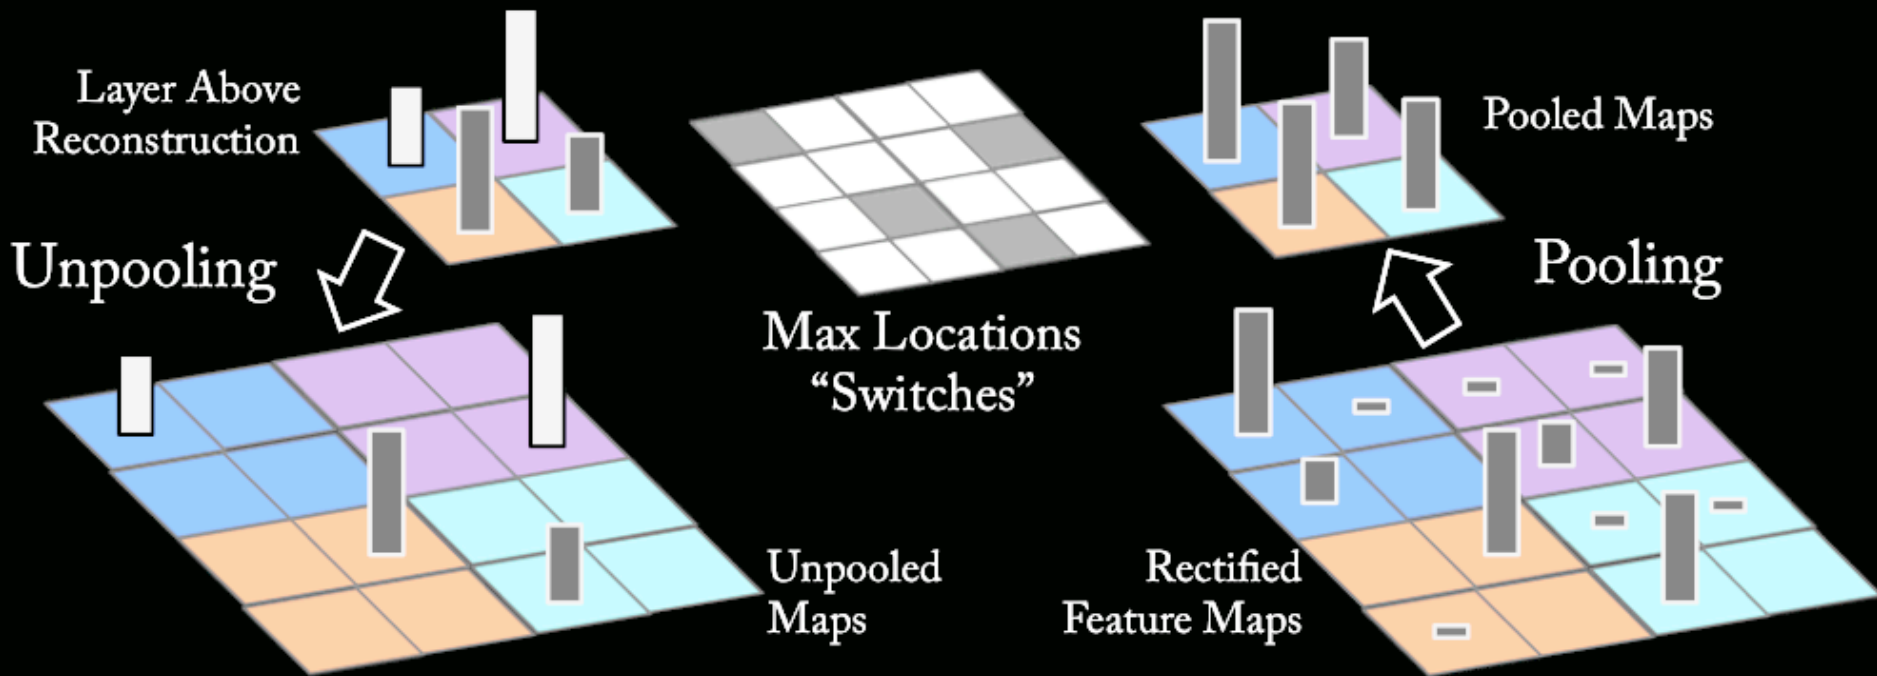 Layer Above
Reconstruction
Pooled Maps
Unpooling
Pooling
Max Locations
“Switches”
Unpooled
Maps
Rectified
Feature Maps